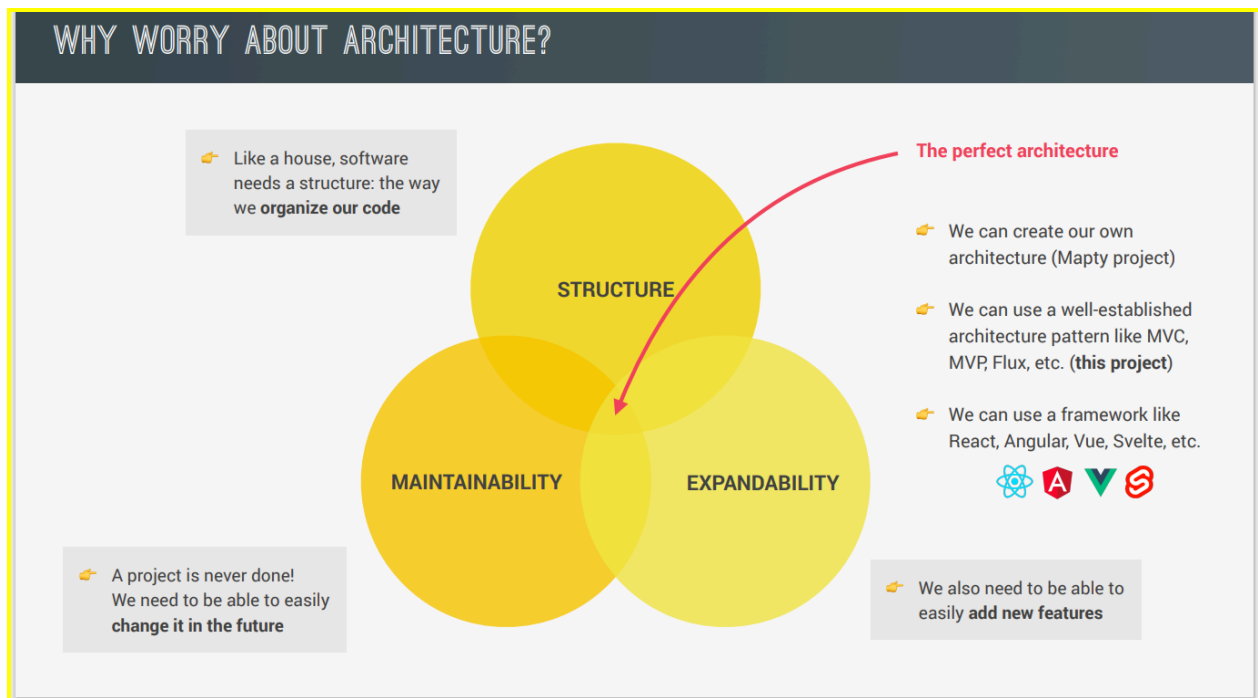 WHY WORRY ABOUT ARCHITECTURE?
👉 Like a house, software
needs a structure: the way
we organize our code
The perfect architecture
👉 We can create our own
architecture (Mapty project)
👉 We can use a well-established
architecture pattern like MVC,
MVP, Flux, etc. (this project)
👉 We can use a framework like
React, Angular, Vue, Svelte, etc.
STRUCTURE
MAINTAINABILITY
EXPANDABILITY
👉 A project is never done!
We need to be able to easily
change it in the future
👉 We also need to be able to
easily add new features